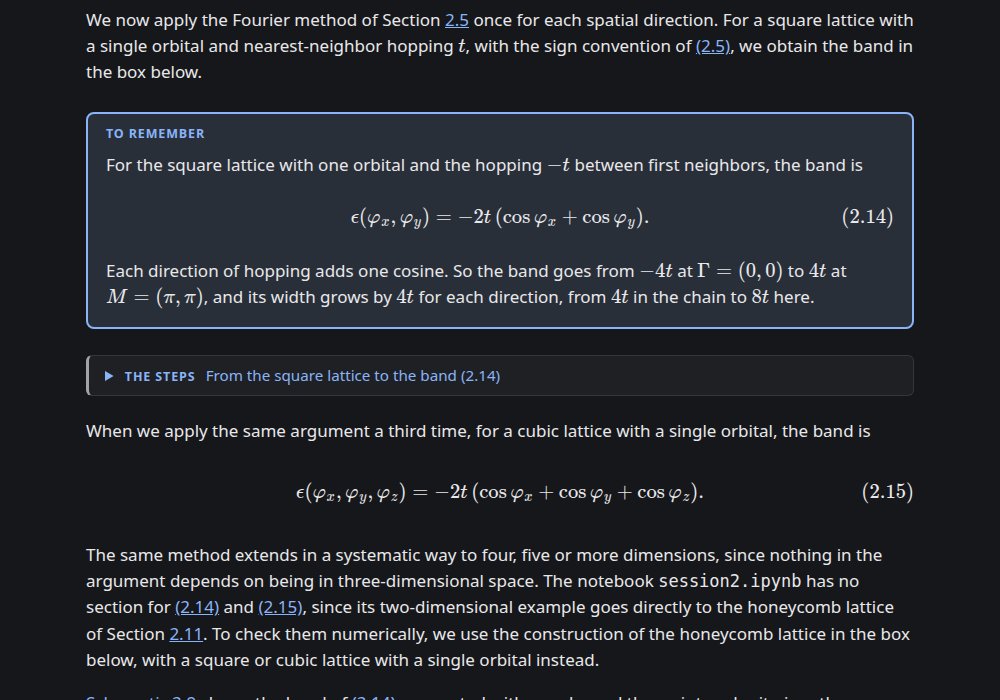 We now apply the Fourier method of Section 2.5 once for each spatial direction. For a square lattice with
a single orbital and nearest-neighbor hopping t, with the sign convention of (2.5), we obtain the band in
the box below.
TO REMEMBER
For the square lattice with one orbital and the hopping −t between first neighbors, the band is
ϵ(φx, φy) = −2t (cos φx + cos φy). (2.14)
Each direction of hopping adds one cosine. So the band goes from −4t at Γ = (0, 0) to 4t at
M = (π, π), and its width grows by 4t for each direction, from 4t in the chain to 8t here.
▶ THE STEPS From the square lattice to the band (2.14)
When we apply the same argument a third time, for a cubic lattice with a single orbital, the band is
ϵ(φx, φy, φz) = −2t (cos φx + cos φy + cos φz). (2.15)
The same method extends in a systematic way to four, five or more dimensions, since nothing in the
argument depends on being in three-dimensional space. The notebook session2.ipynb has no
section for (2.14) and (2.15), since its two-dimensional example goes directly to the honeycomb lattice
of Section 2.11. To check them numerically, we use the construction of the honeycomb lattice in the box
below, with a square or cubic lattice with a single orbital instead.